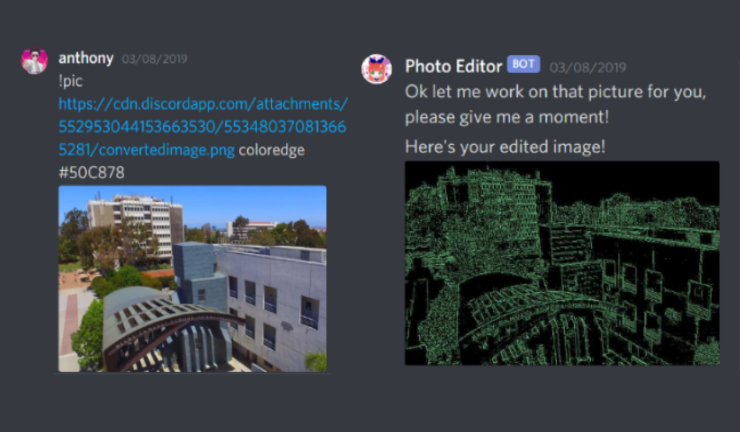 anthony 03/08/2019
!pic
https://cdn.discordapp.com/attachments/
552953044153663530/55348037081366
5281/convertedimage.png coloredge
#50C878
Photo Editor BOT 03/08/2019
Ok let me work on that picture for you,
please give me a moment!
Here's your edited image!